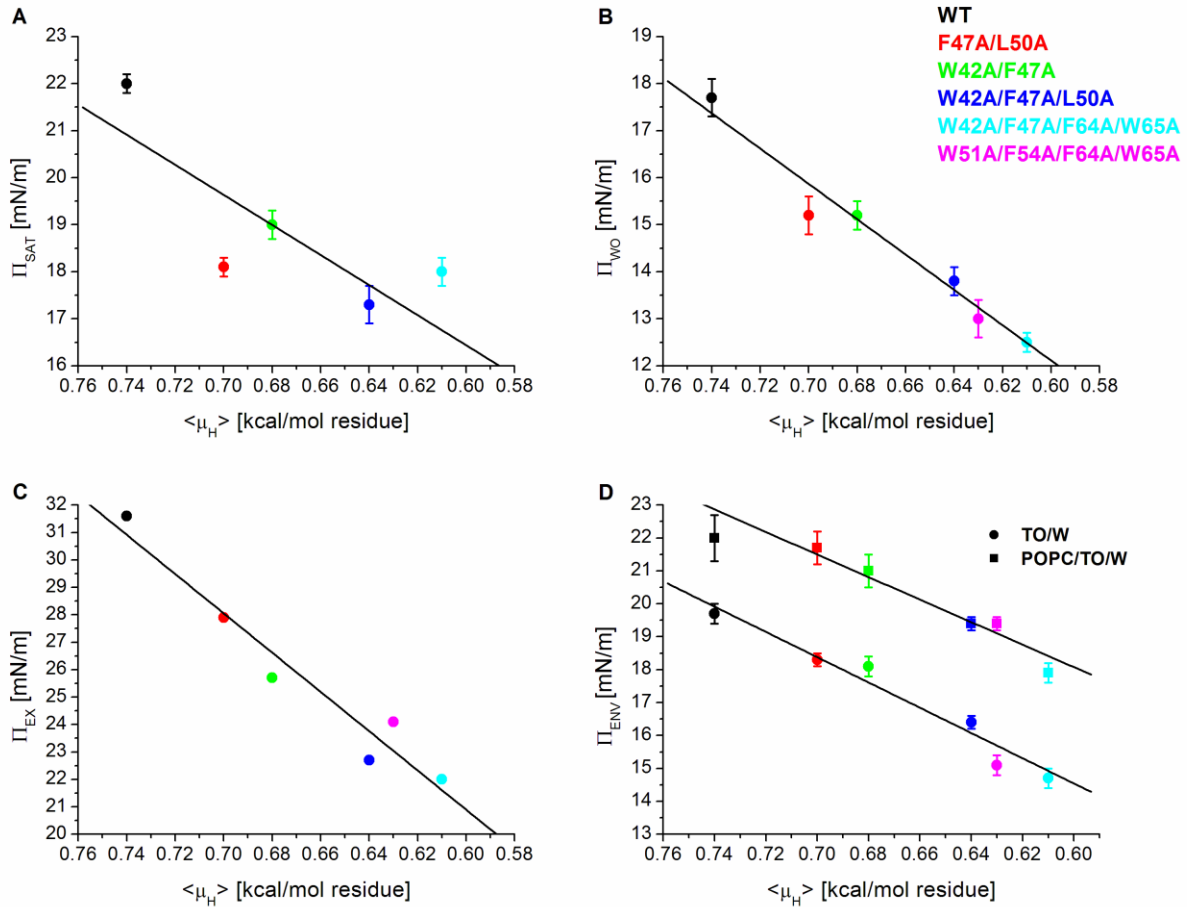 A
23
22
21
20
19
18
17
16
Π_SAT [mN/m]
0.76 0.74 0.72 0.70 0.68 0.66 0.64 0.62 0.60 0.58
<μ_H> [kcal/mol residue]
B
19
18
17
16
15
14
13
12
Π_WO [mN/m]
0.76 0.74 0.72 0.70 0.68 0.66 0.64 0.62 0.60 0.58
<μ_H> [kcal/mol residue]
WT
F47A/L50A
W42A/F47A
W42A/F47A/L50A
W42A/F47A/F64A/W65A
W51A/F54A/F64A/W65A
C
32
31
30
29
28
27
26
25
24
23
22
21
20
Π_EX [mN/m]
0.76 0.74 0.72 0.70 0.68 0.66 0.64 0.62 0.60 0.58
<μ_H> [kcal/mol residue]
D
23
22
21
20
19
18
17
16
15
14
13
Π_ENV [mN/m]
0.76 0.74 0.72 0.70 0.68 0.66 0.64 0.62 0.60
<μ_H> [kcal/mol residue]
TO/W
POPC/TO/W